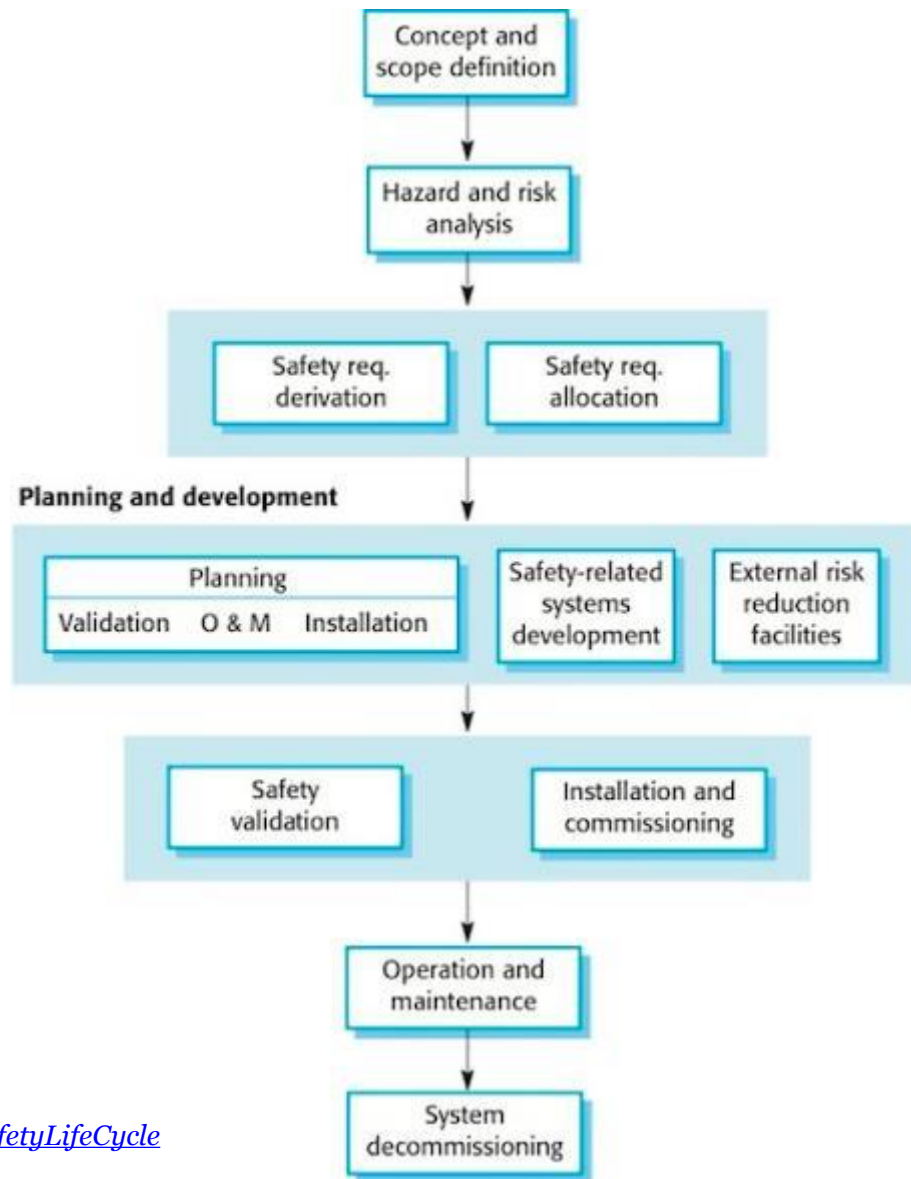 Concept and
scope definition
Hazard and risk
analysis
Safety req.
derivation
Safety req.
allocation
Planning and development
Planning
Validation O & M Installation
Safety-related
systems
development
External risk
reduction
facilities
Safety
validation
Installation and
commissioning
Operation and
maintenance
System
decommissioning
fetyLifeCycle